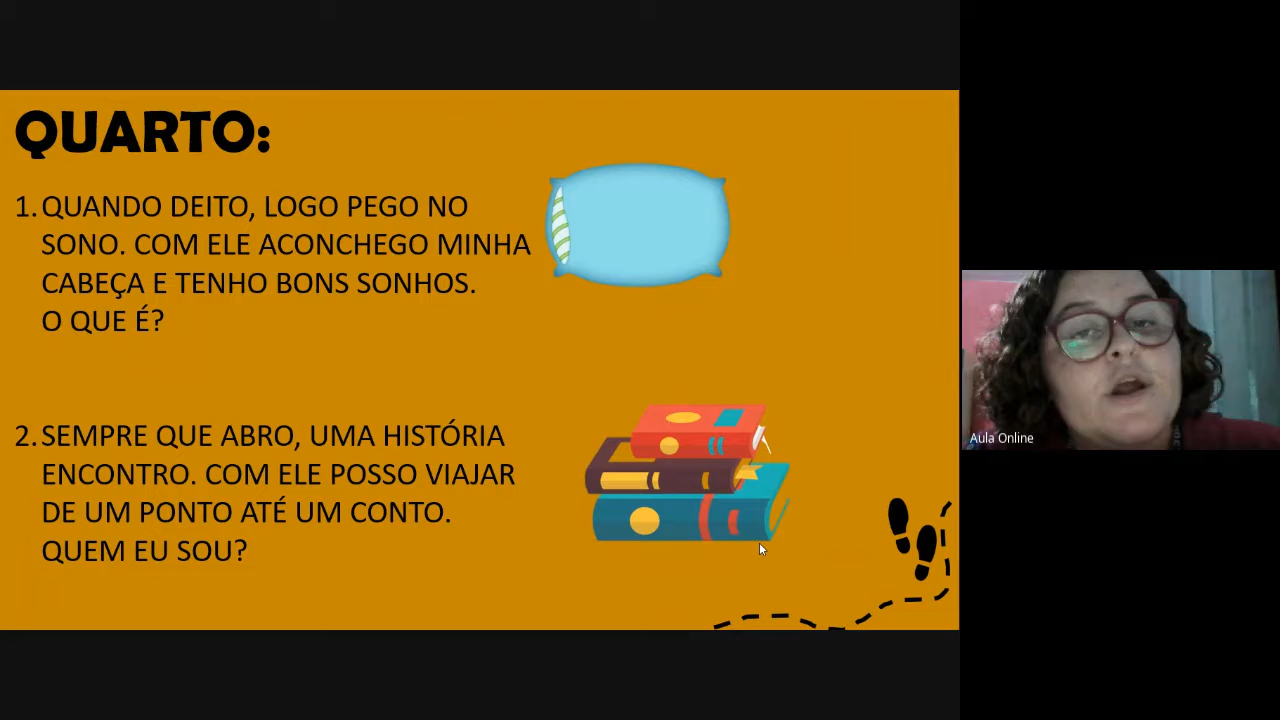 QUARTO:
1. QUANDO DEITO, LOGO PEGO NO
SONO. COM ELE ACONCHEGO MINHA
CABEÇA E TENHO BONS SONHOS.
O QUE É?
2. SEMPRE QUE ABRO, UMA HISTÓRIA
ENCONTRO. COM ELE POSSO VIAJAR
DE UM PONTO ATÉ UM CONTO.
QUEM EU SOU?
Aula Online